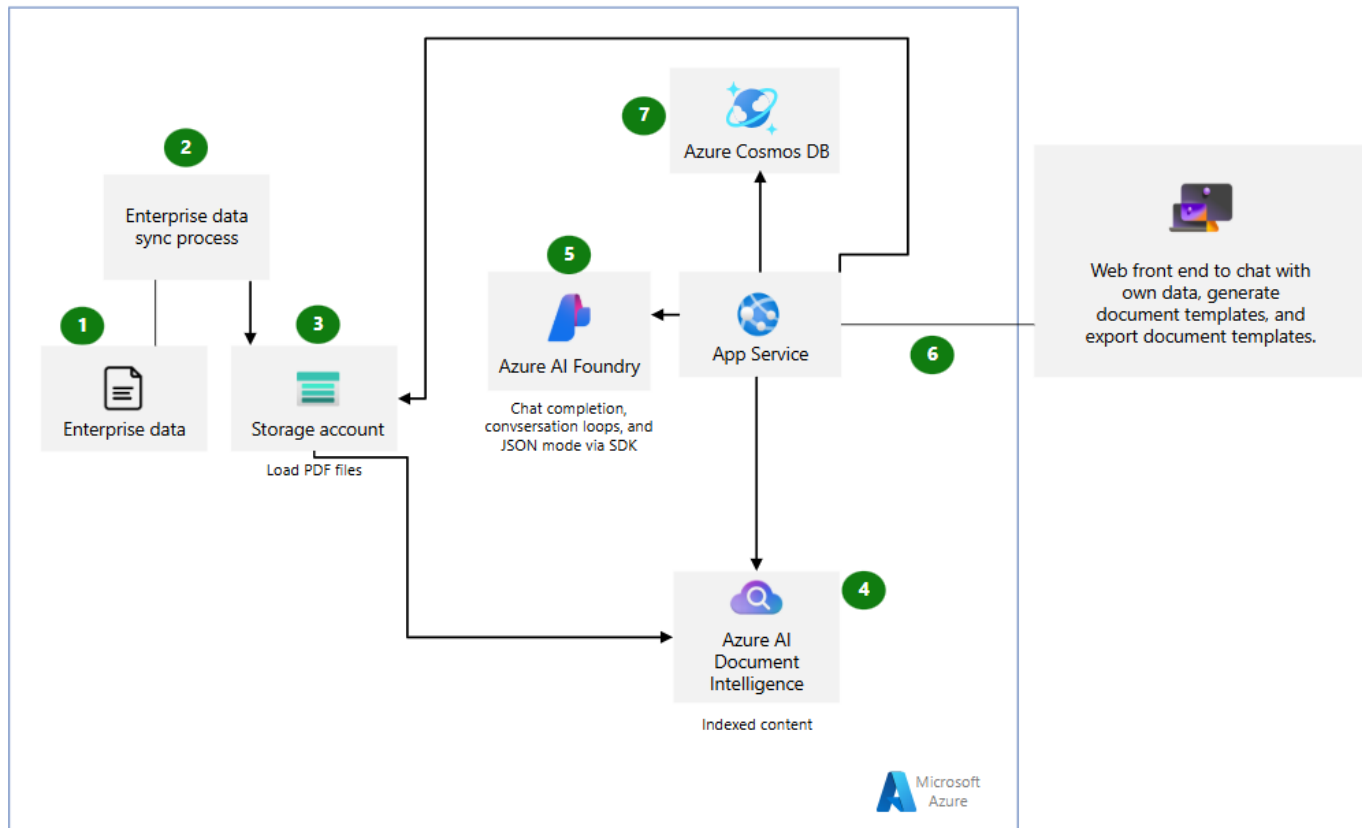 7
Azure Cosmos DB
2
Enterprise data
sync process
Web front end to chat with
own data, generate
document templates, and
export document templates.
5
1
3
Azure AI Foundry
App Service
6
Enterprise data
Storage account
Chat completion,
convsersation loops, and
JSON mode via SDK
Load PDF files
4
Azure AI
Document
Intelligence
Indexed content
Microsoft
Azure